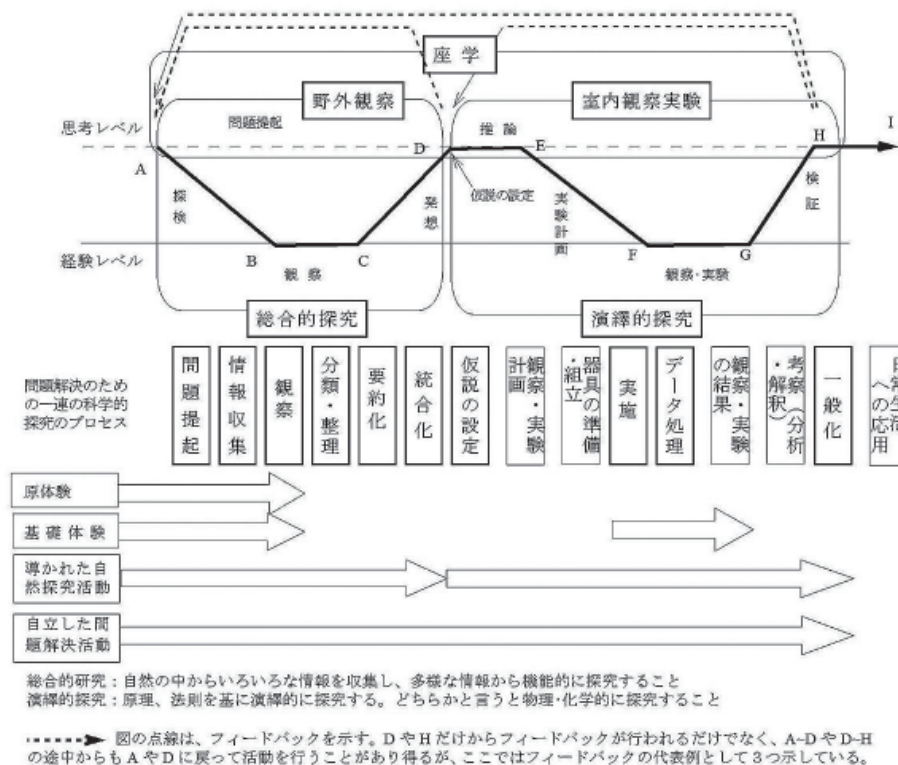 座学
野外観察
室内観察実験
思考レベル
問題提起
推論
A
D
E
H
I
仮説の設定
探検
発想
実験計画
検証
経験レベル
B
C
F
G
観察
観察・実験
総合的探究
演繹的探究
問題解決のため
の一連の科学的
探究のプロセス
問題提起
情報収集
観察
分類・整理
要約化
統合化
仮説の設定
観察・実験
計画
器具の準備
・組立
実施
データ処理
観察・実験
の結果
考察（分析
・解釈）
一般化
日常生活
への応用
原体験
基礎体験
導かれた自
然探究活動
自立した問
題解決活動
総合的研究：自然の中からいろいろな情報を収集し、多様な情報から機能的に探究すること
演繹的探究：原理、法則を基に演繹的に探究する。どちらかと言うと物理・化学的に探究すること
図の点線は、フィードバックを示す。DやHだけからフィードバックが行われるだけでなく、A~DやD~H
の途中からもAやDに戻って活動を行うことがあり得るが、ここではフィードバックの代表例として3つ示している。